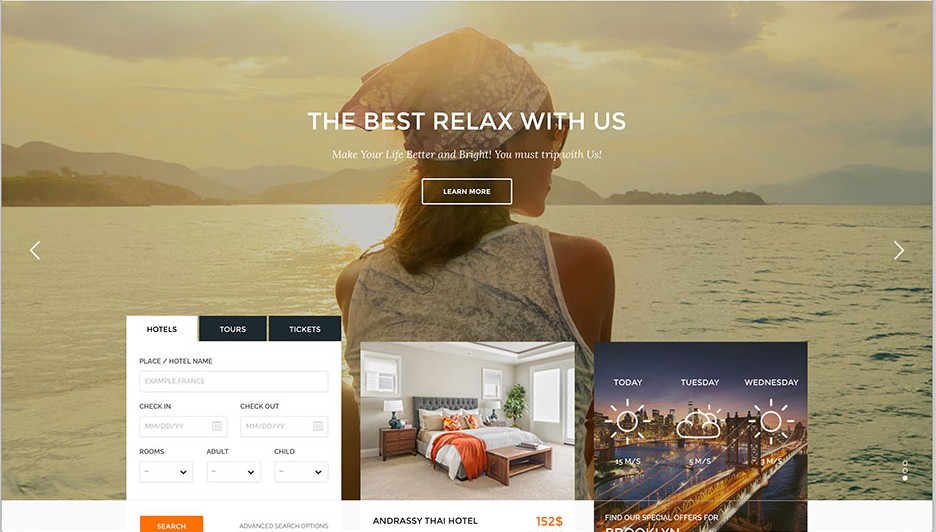 THE BEST RELAX WITH US
Make Your Life Better and Bright! You must trip with Us!
LEARN MORE
HOTELS
TOURS
TICKETS
PLACE / HOTEL NAME
EXAMPLE:FRANCE
CHECK IN
CHECK OUT
MM/DD/YY
MM/DD/YY
ROOMS
ADULT
CHILD
–
–
–
SEARCH
ADVANCED SEARCH OPTIONS
ANDRASSY THAI HOTEL
152$
TODAY
TUESDAY
WEDNESDAY
15 M/S
5 M/S
3 M/S
FIND OUR SPECIAL OFFERS FOR
BROOKLYN